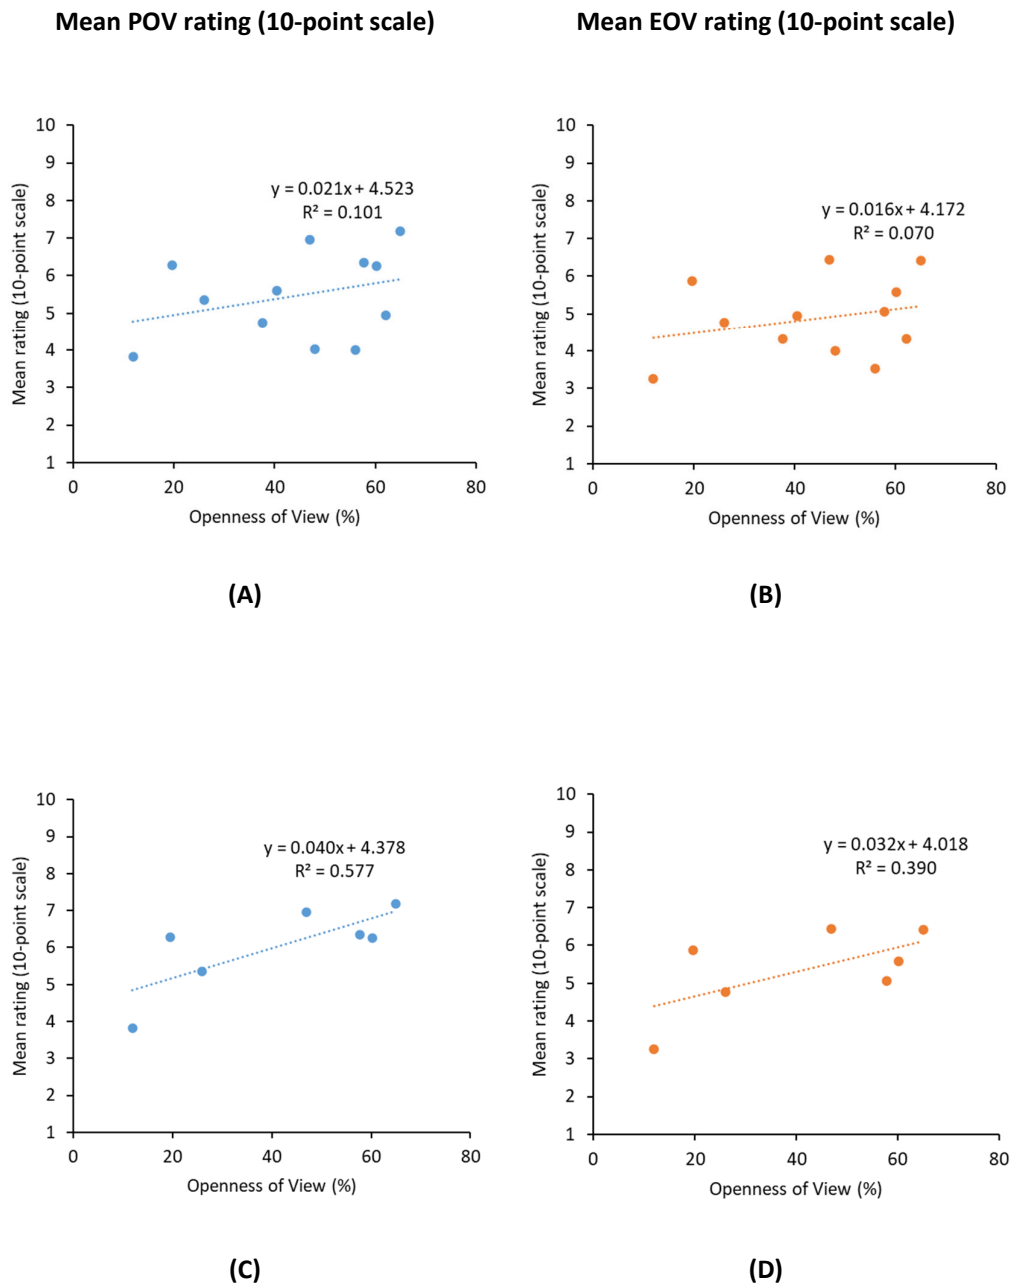 Mean POV rating (10-point scale)
Mean EOV rating (10-point scale)
10
9
8
7
6
5
4
3
2
1
0
20
40
60
80
Mean rating (10-point scale)
Openness of View (%)
y = 0.021x + 4.523
R² = 0.101
(A)
10
9
8
7
6
5
4
3
2
1
0
20
40
60
80
Mean rating (10-point scale)
Openness of View (%)
y = 0.016x + 4.172
R² = 0.070
(B)
10
9
8
7
6
5
4
3
2
1
0
20
40
60
80
Mean rating (10-point scale)
Openness of View (%)
y = 0.040x + 4.378
R² = 0.577
(C)
10
9
8
7
6
5
4
3
2
1
0
20
40
60
80
Mean rating (10-point scale)
Openness of View (%)
y = 0.032x + 4.018
R² = 0.390
(D)